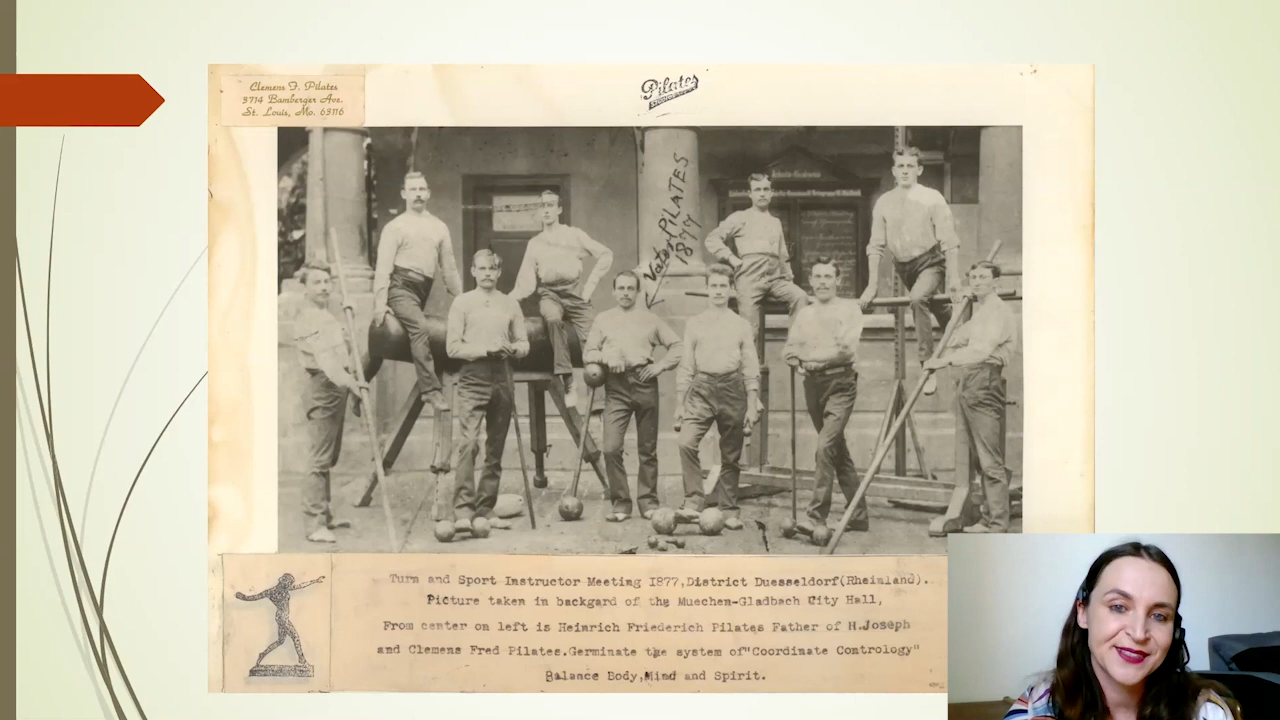 Clemens F. Pilates
3714 Bamberger Ave.
St. Louis, Mo. 63116
Pilates
Vater PILATES
1877
Turn and Sport Instructor Meeting I877,District Duesseldorf(Rheinland).
Picture taken in backgard of the Muechen-Gladbach City Hall,
From center on left is Heinrich Friederich Pilates Father of H.Joseph
and Clemens Fred Pilates.Germinate the system of"Coordinate Contrology"
Balance Body,Mind and Spirit.